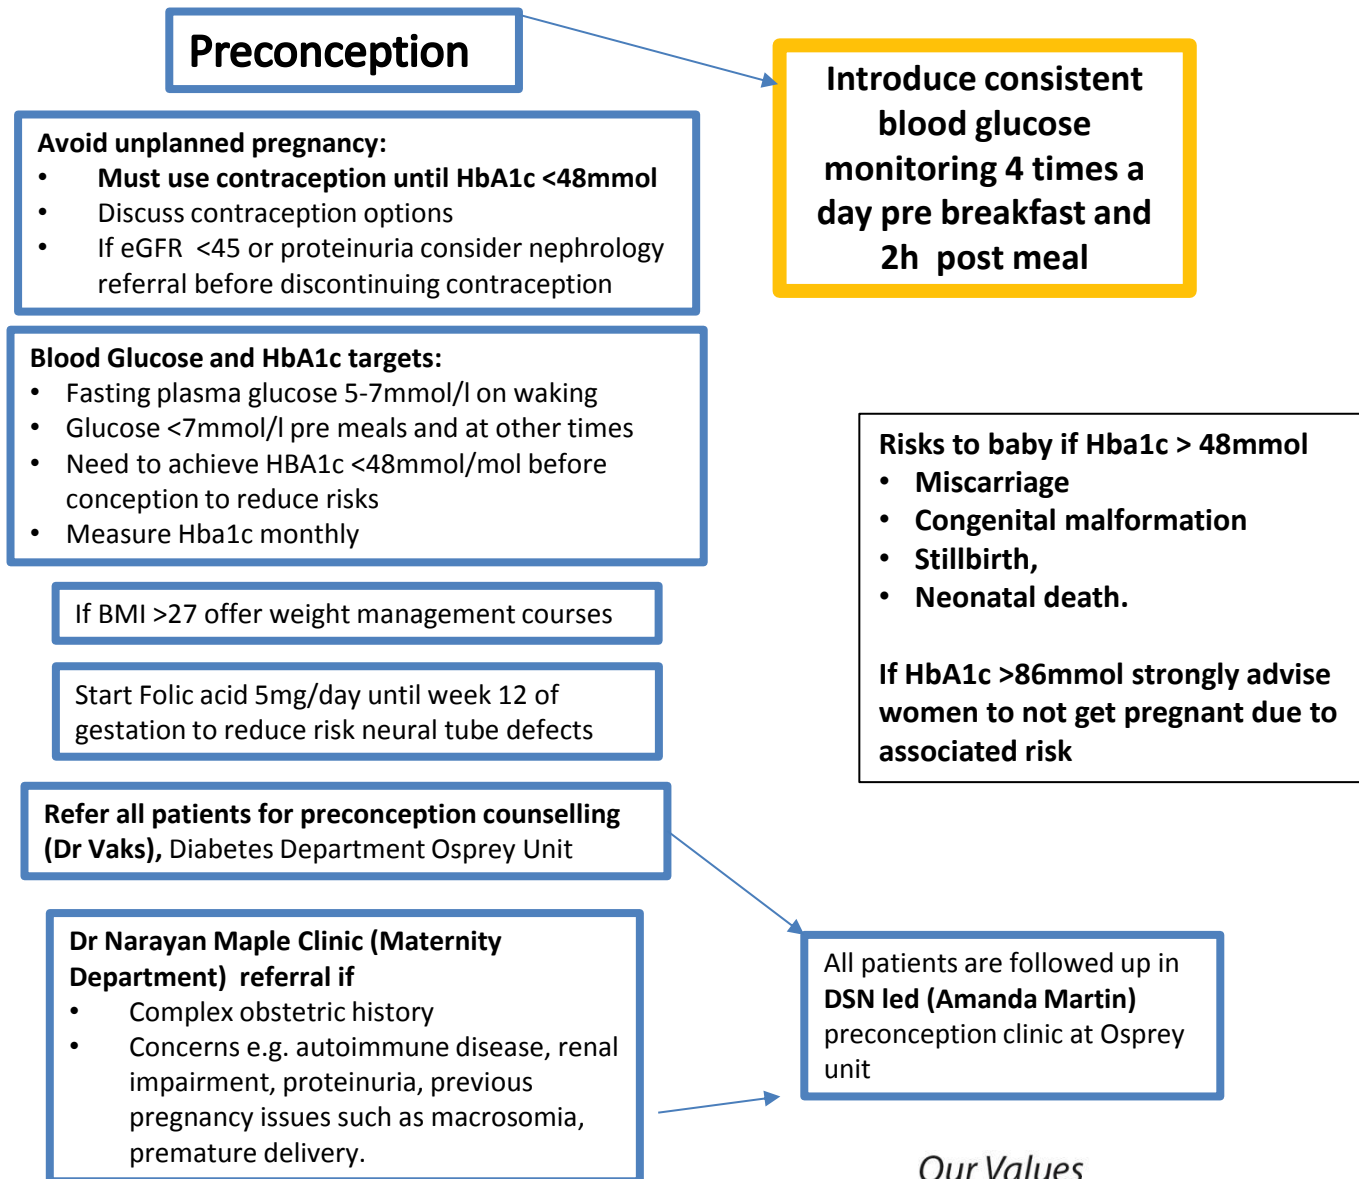 Preconception
Introduce consistent
blood glucose
monitoring 4 times a
day pre breakfast and
2h post meal
Avoid unplanned pregnancy:
• Must use contraception until HbA1c <48mmol
• Discuss contraception options
• If eGFR <45 or proteinuria consider nephrology
referral before discontinuing contraception
Blood Glucose and HbA1c targets:
• Fasting plasma glucose 5-7mmol/l on waking
• Glucose <7mmol/l pre meals and at other times
• Need to achieve HBA1c <48mmol/mol before
conception to reduce risks
• Measure Hba1c monthly
Risks to baby if Hba1c > 48mmol
• Miscarriage
• Congenital malformation
• Stillbirth,
• Neonatal death.
If HbA1c >86mmol strongly advise
women to not get pregnant due to
associated risk
If BMI >27 offer weight management courses
Start Folic acid 5mg/day until week 12 of
gestation to reduce risk neural tube defects
Refer all patients for preconception counselling
(Dr Vaks), Diabetes Department Osprey Unit
Dr Narayan Maple Clinic (Maternity
Department) referral if
• Complex obstetric history
• Concerns e.g. autoimmune disease, renal
impairment, proteinuria, previous
pregnancy issues such as macrosomia,
premature delivery.
All patients are followed up in
DSN led (Amanda Martin)
preconception clinic at Osprey
unit
Our Values